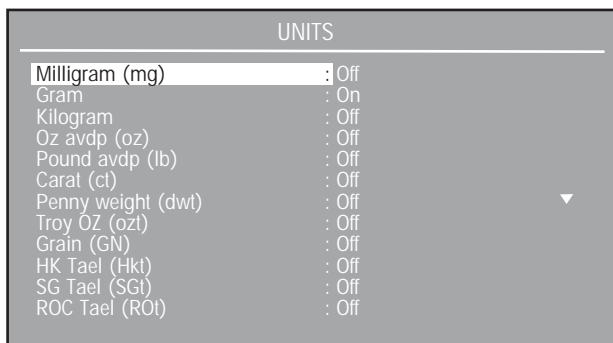 UNITS
Milligram (mg) : Off
Gram : On
Kilogram : Off
Oz avdp (oz) : Off
Pound avdp (lb) : Off
Carat (ct) : Off
Penny weight (dwt) : Off
Troy OZ (ozt) : Off
Grain (GN) : Off
HK Tael (Hkt) : Off
SG Tael (SGt) : Off
ROC Tael (ROt) : Off